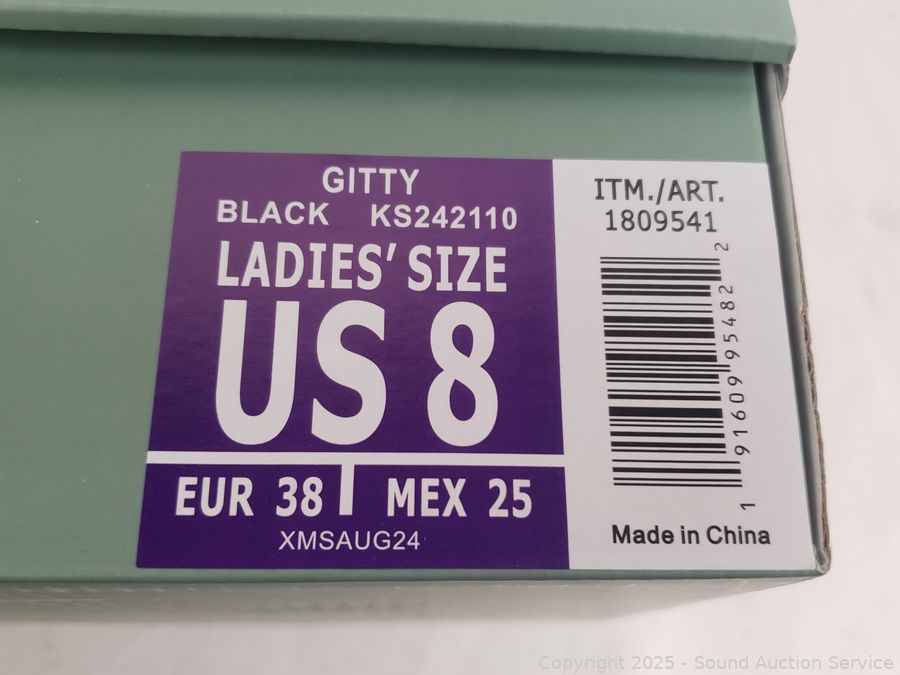 GITTY
BLACK KS242110
LADIES' SIZE
US 8
EUR 38
MEX 25
XMSAUG24
ITM./ART.
1809541
1 91609 95482 2
Made in China
Copyright 2025 - Sound Auction Service